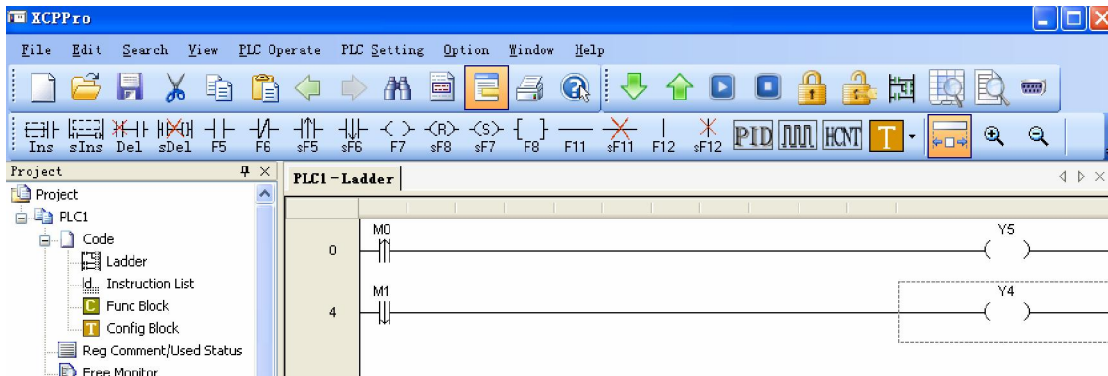 XCPPro
File Edit Search View PLC Operate PLC Setting Option Window Help
Ins sIns Del sDel F5 F6 sF5 sF6 F7 sF8 sF7 F8 F11 sF11 F12 sF12 PID HCNT T
Project
PLC1-Ladder
Project
PLC1
Code
Ladder
Instruction List
C Func Block
T Config Block
Reg Comment/Used Status
Free Monitor
M0 Y5
0
M1 Y4
4